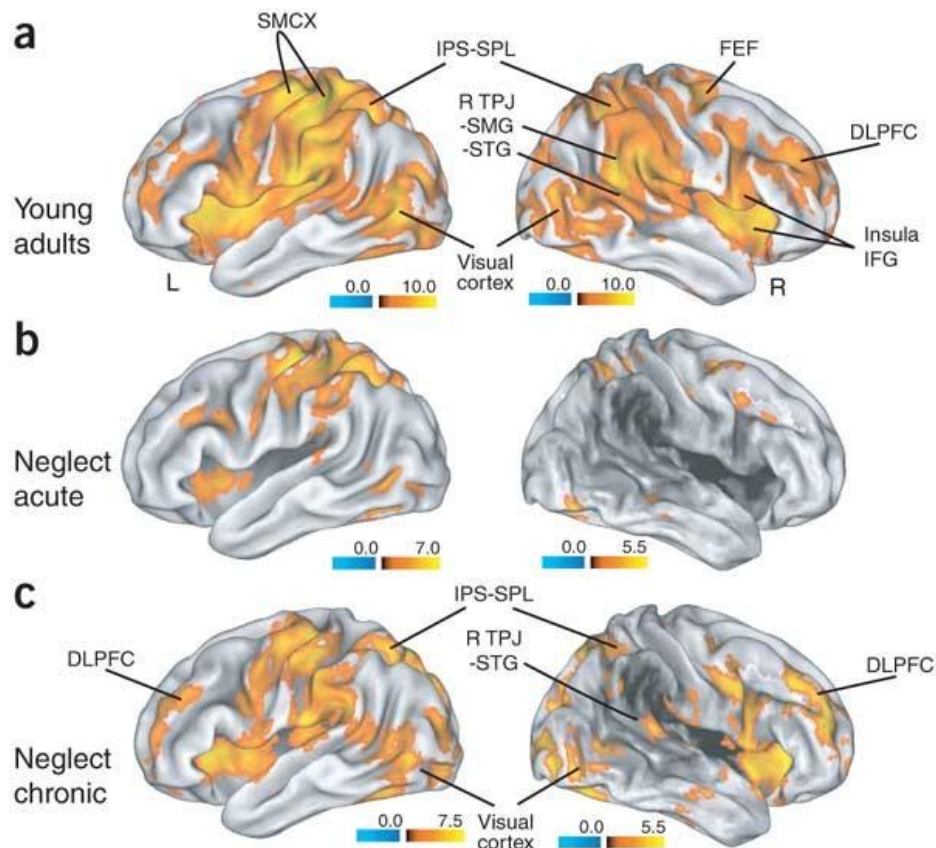 a
SMCX
IPS-SPL
FEF
R TPJ
-SMG
-STG
DLPFC
Young
adults
Visual
cortex
Insula
IFG
L
R
0.0 10.0
0.0 10.0
b
Neglect
acute
0.0 7.0
0.0 5.5
c
IPS-SPL
DLPFC
R TPJ
-STG
DLPFC
Neglect
chronic
Visual
cortex
0.0 7.5
0.0 5.5